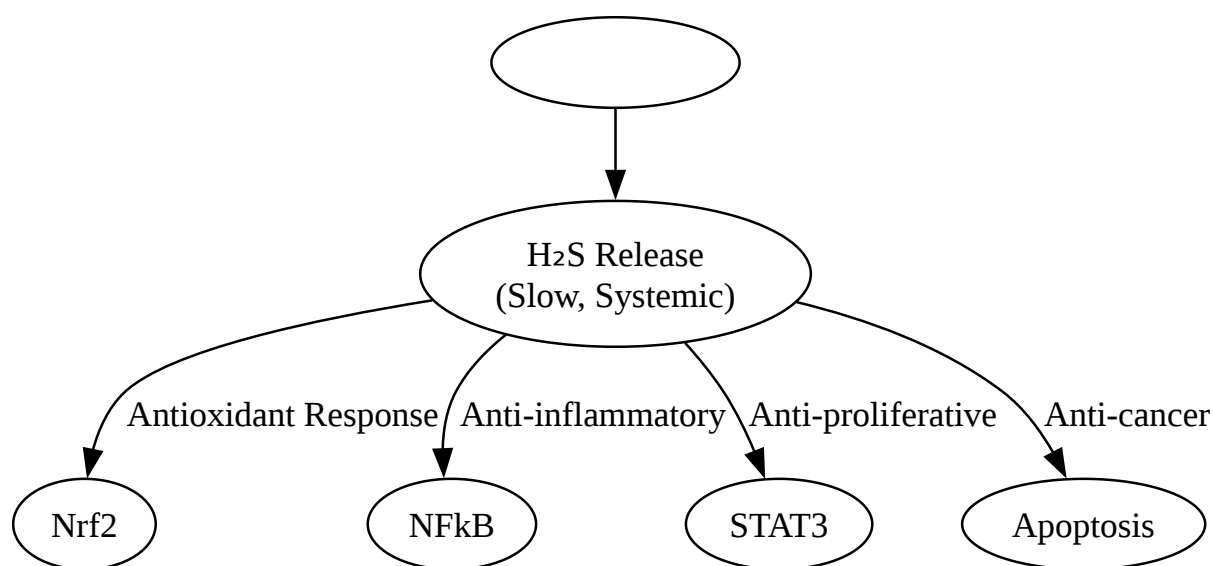 H₂S Release
(Slow, Systemic)
Antioxidant Response
Anti-inflammatory
Anti-proliferative
Anti-cancer
Nrf2
NFkB
STAT3
Apoptosis